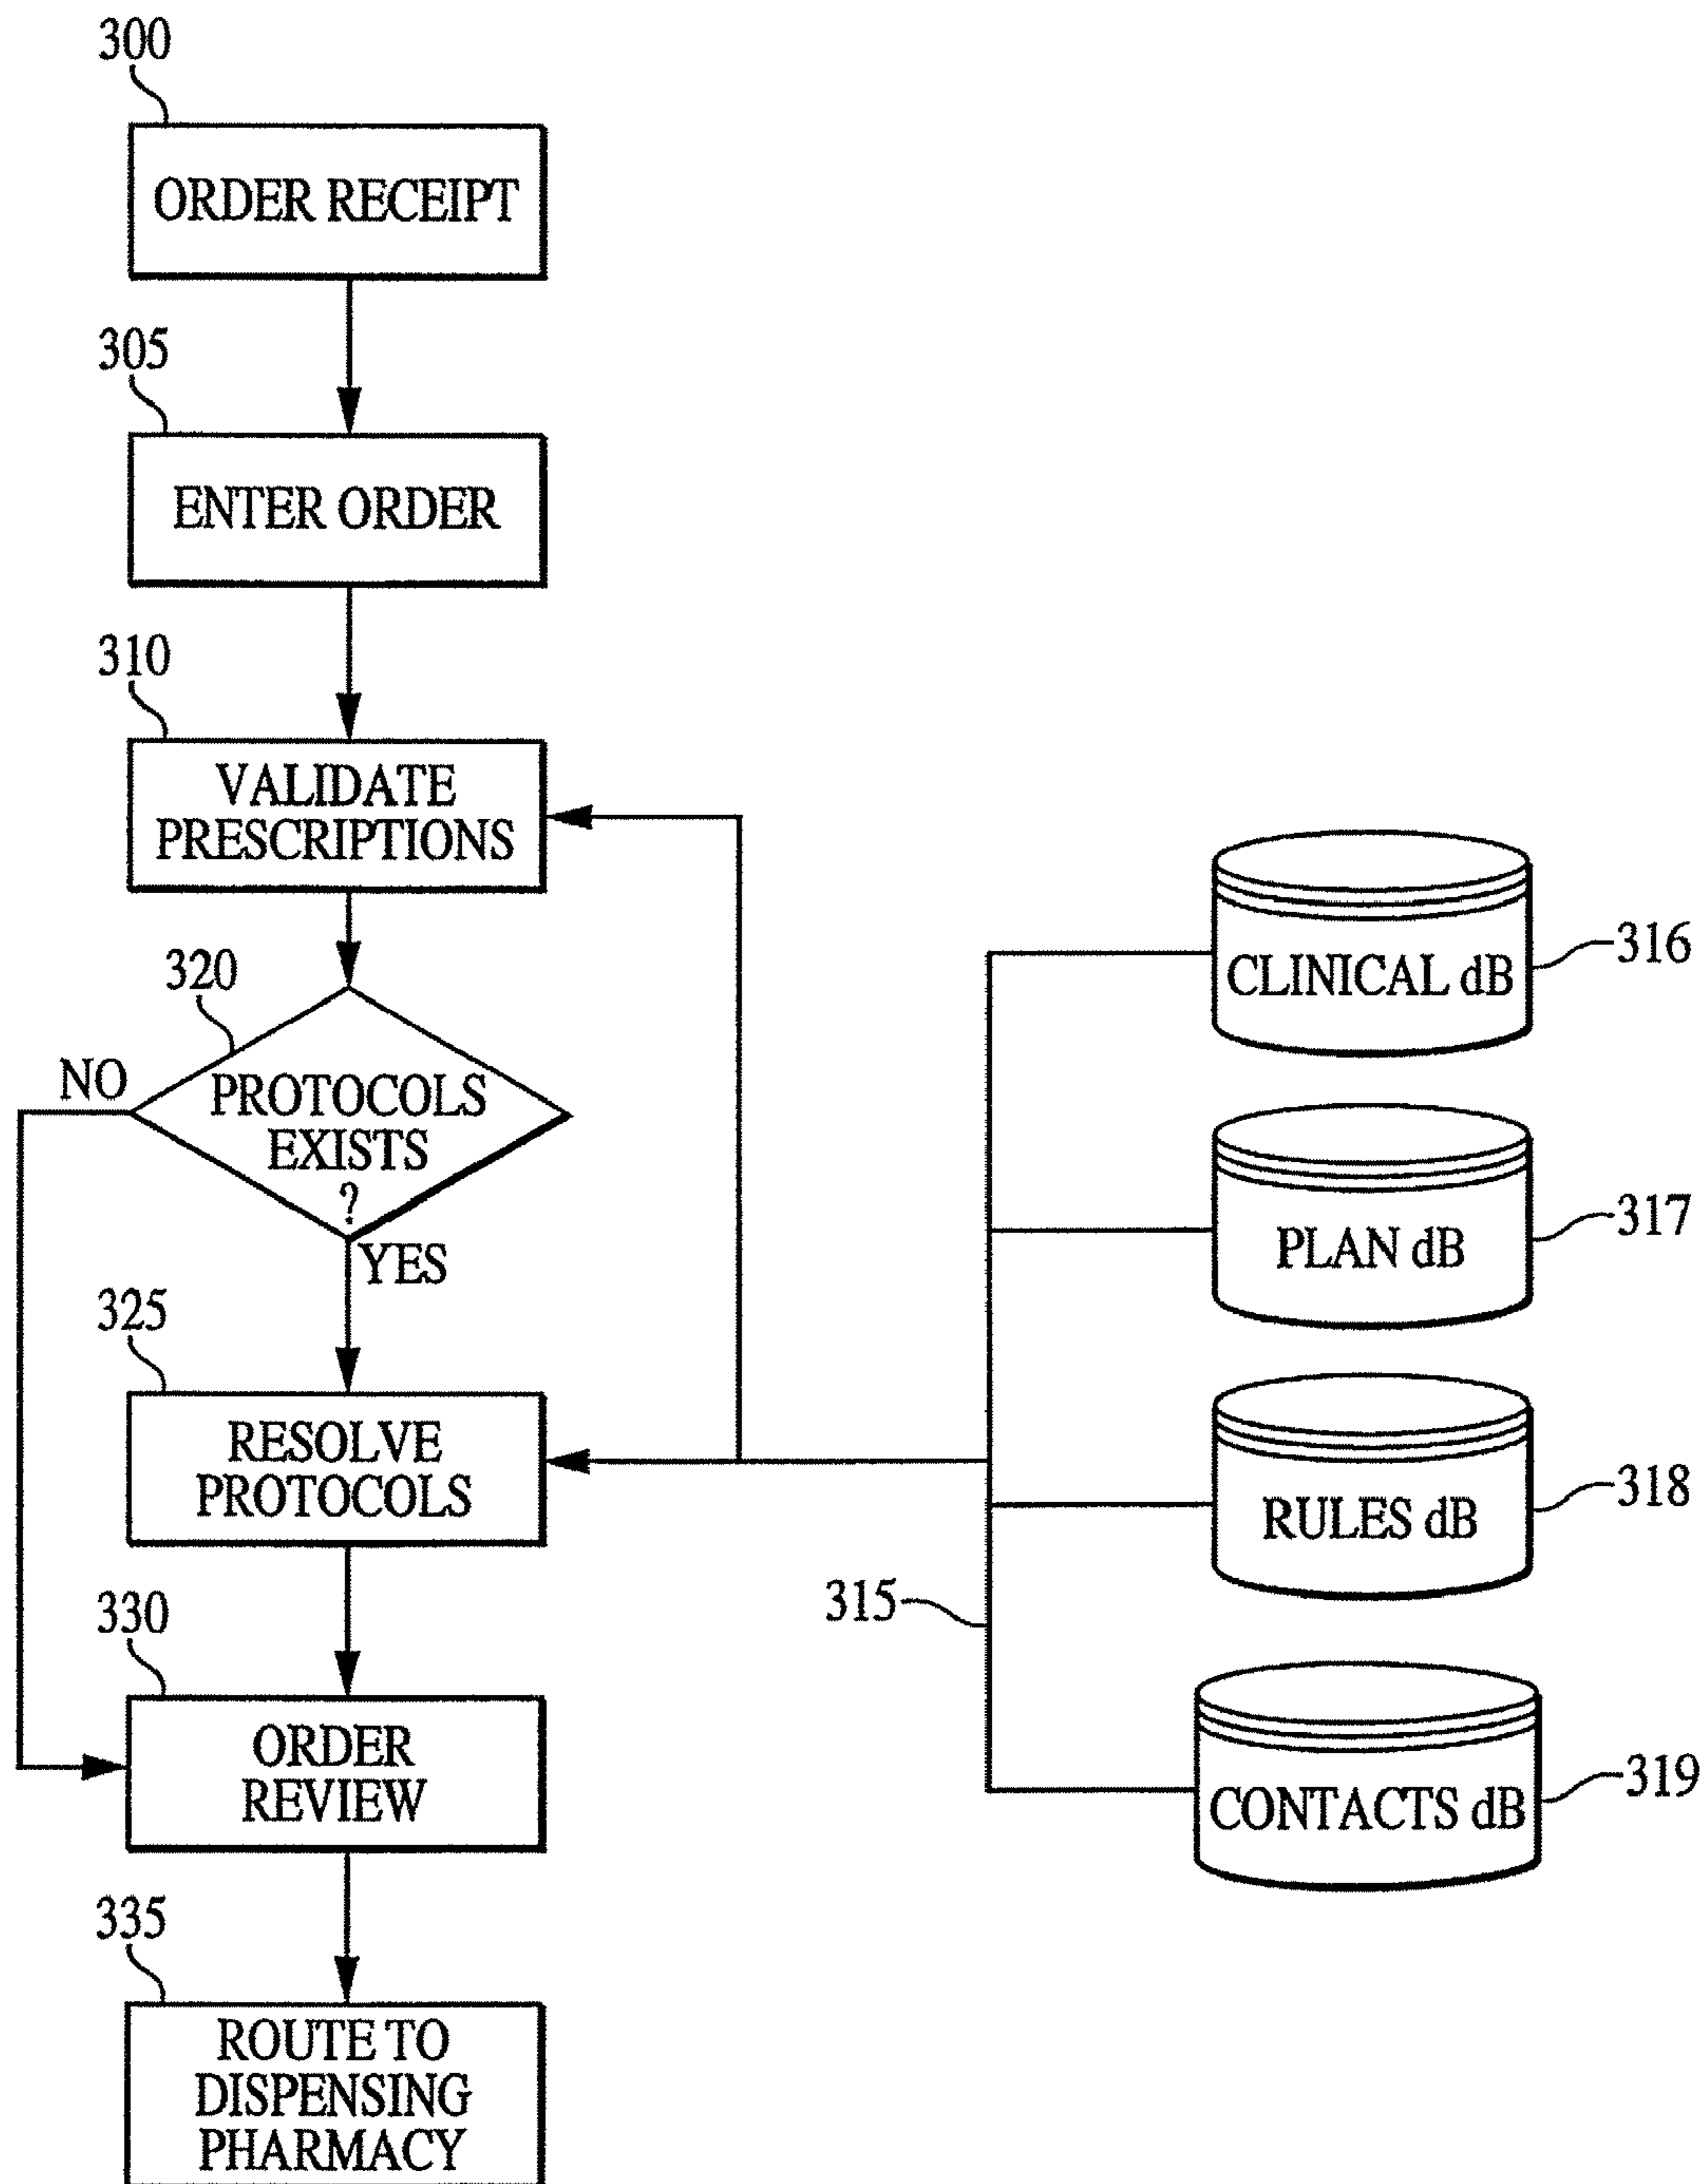 300
ORDER RECEIPT
305
ENTER ORDER
310
VALIDATE
PRESCRIPTIONS
320
NO
PROTOCOLS
EXISTS
?
YES
325
RESOLVE
PROTOCOLS
330
ORDER
REVIEW
335
ROUTE TO
DISPENSING
PHARMACY
CLINICAL dB
316
PLAN dB
317
RULES dB
318
315
CONTACTS dB
319